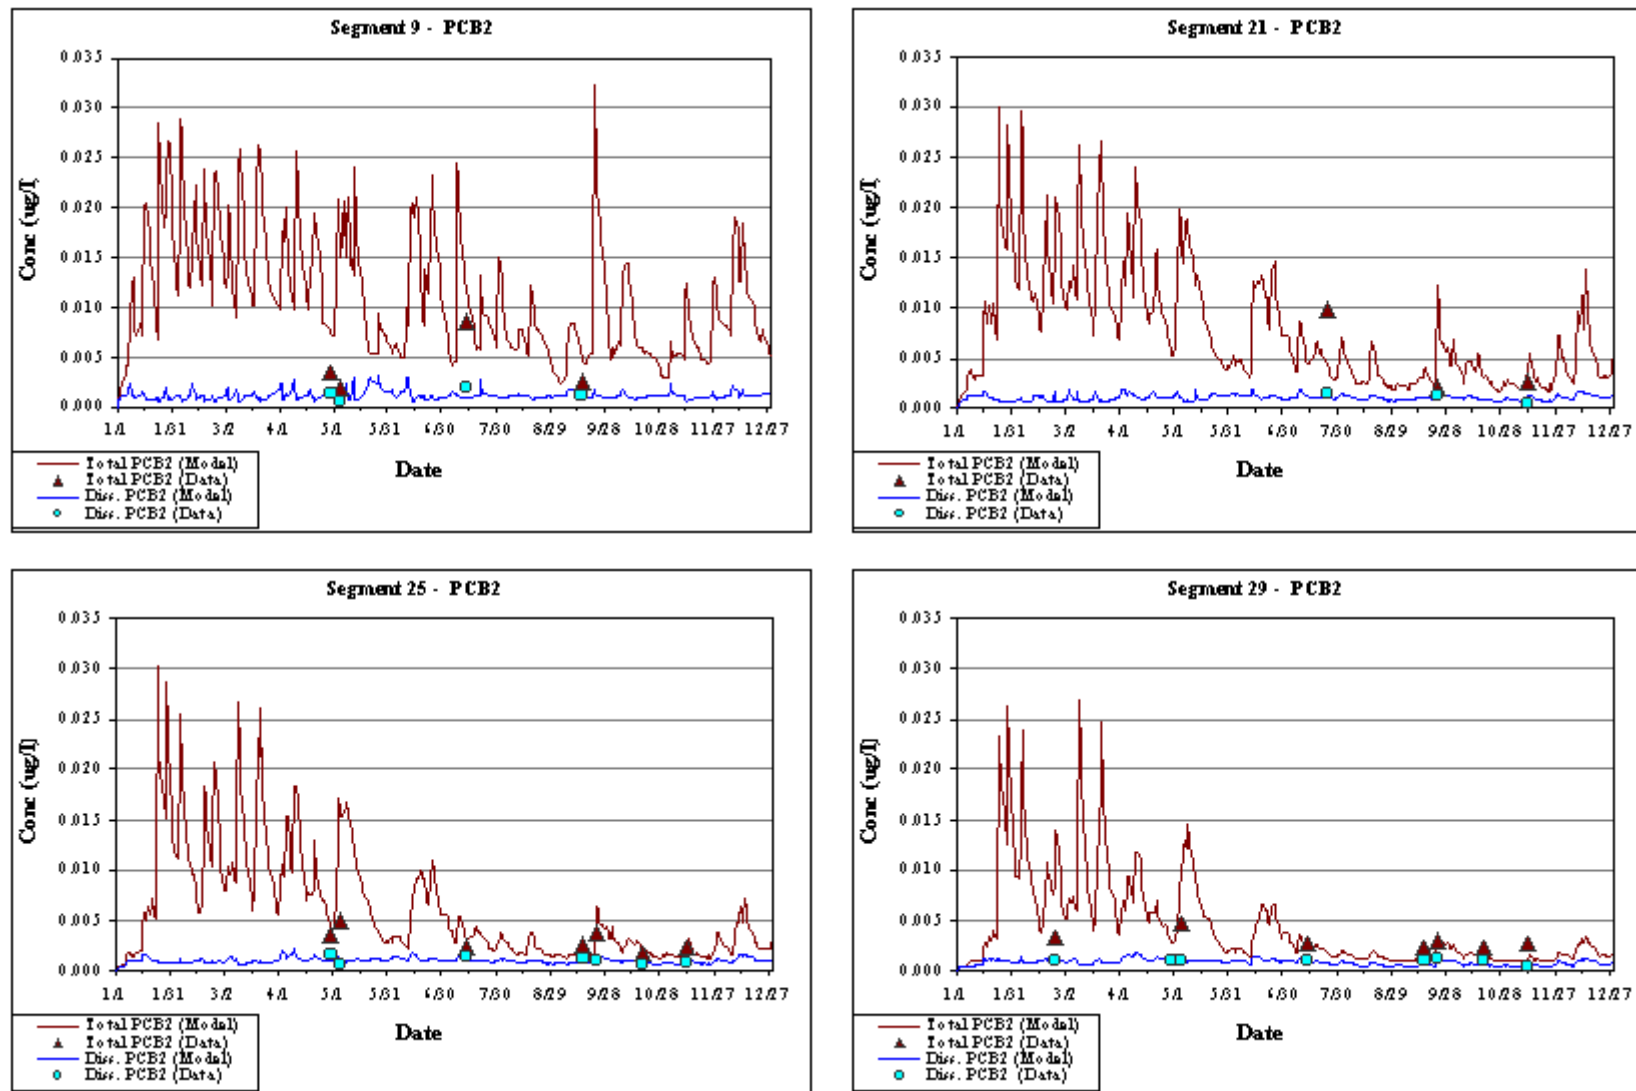 Segment 9 - PCB2
0.035
0.030
0.025
0.020
0.015
0.010
0.005
0.000
Conc (ug/L)
1/1 1/31 3/2 4/1 5/1 5/31 6/30 7/30 8/29 9/28 10/28 11/27 12/27
Date
Total PCB2 (Model)
Total PCB2 (Data)
Diss. PCB2 (Model)
Diss. PCB2 (Data)
Segment 21 - PCB2
0.035
0.030
0.025
0.020
0.015
0.010
0.005
0.000
Conc (ug/L)
1/1 1/31 3/2 4/1 5/1 5/31 6/30 7/30 8/29 9/28 10/28 11/27 12/27
Date
Total PCB2 (Model)
Total PCB2 (Data)
Diss. PCB2 (Model)
Diss. PCB2 (Data)
Segment 25 - PCB2
0.035
0.030
0.025
0.020
0.015
0.010
0.005
0.000
Conc (ug/L)
1/1 1/31 3/2 4/1 5/1 5/31 6/30 7/30 8/29 9/28 10/28 11/27 12/27
Date
Total PCB2 (Model)
Total PCB2 (Data)
Diss. PCB2 (Model)
Diss. PCB2 (Data)
Segment 29 - PCB2
0.035
0.030
0.025
0.020
0.015
0.010
0.005
0.000
Conc (ug/L)
1/1 1/31 3/2 4/1 5/1 5/31 6/30 7/30 8/29 9/28 10/28 11/27 12/27
Date
Total PCB2 (Model)
Total PCB2 (Data)
Diss. PCB2 (Model)
Diss. PCB2 (Data)